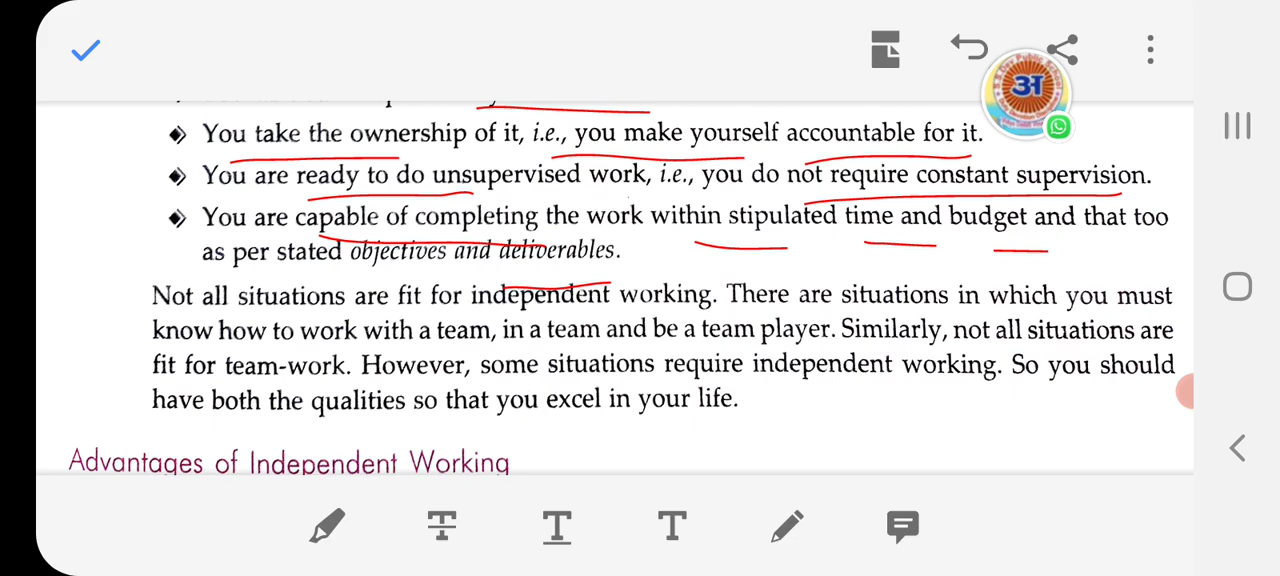 ◆ You take the ownership of it, i.e., you make yourself accountable for it.
◆ You are ready to do unsupervised work, i.e., you do not require constant supervision.
◆ You are capable of completing the work within stipulated time and budget and that too
as per stated objectives and deliverables.
Not all situations are fit for independent working. There are situations in which you must
know how to work with a team, in a team and be a team player. Similarly, not all situations are
fit for team-work. However, some situations require independent working. So you should
have both the qualities so that you excel in your life.
Advantages of Independent Working